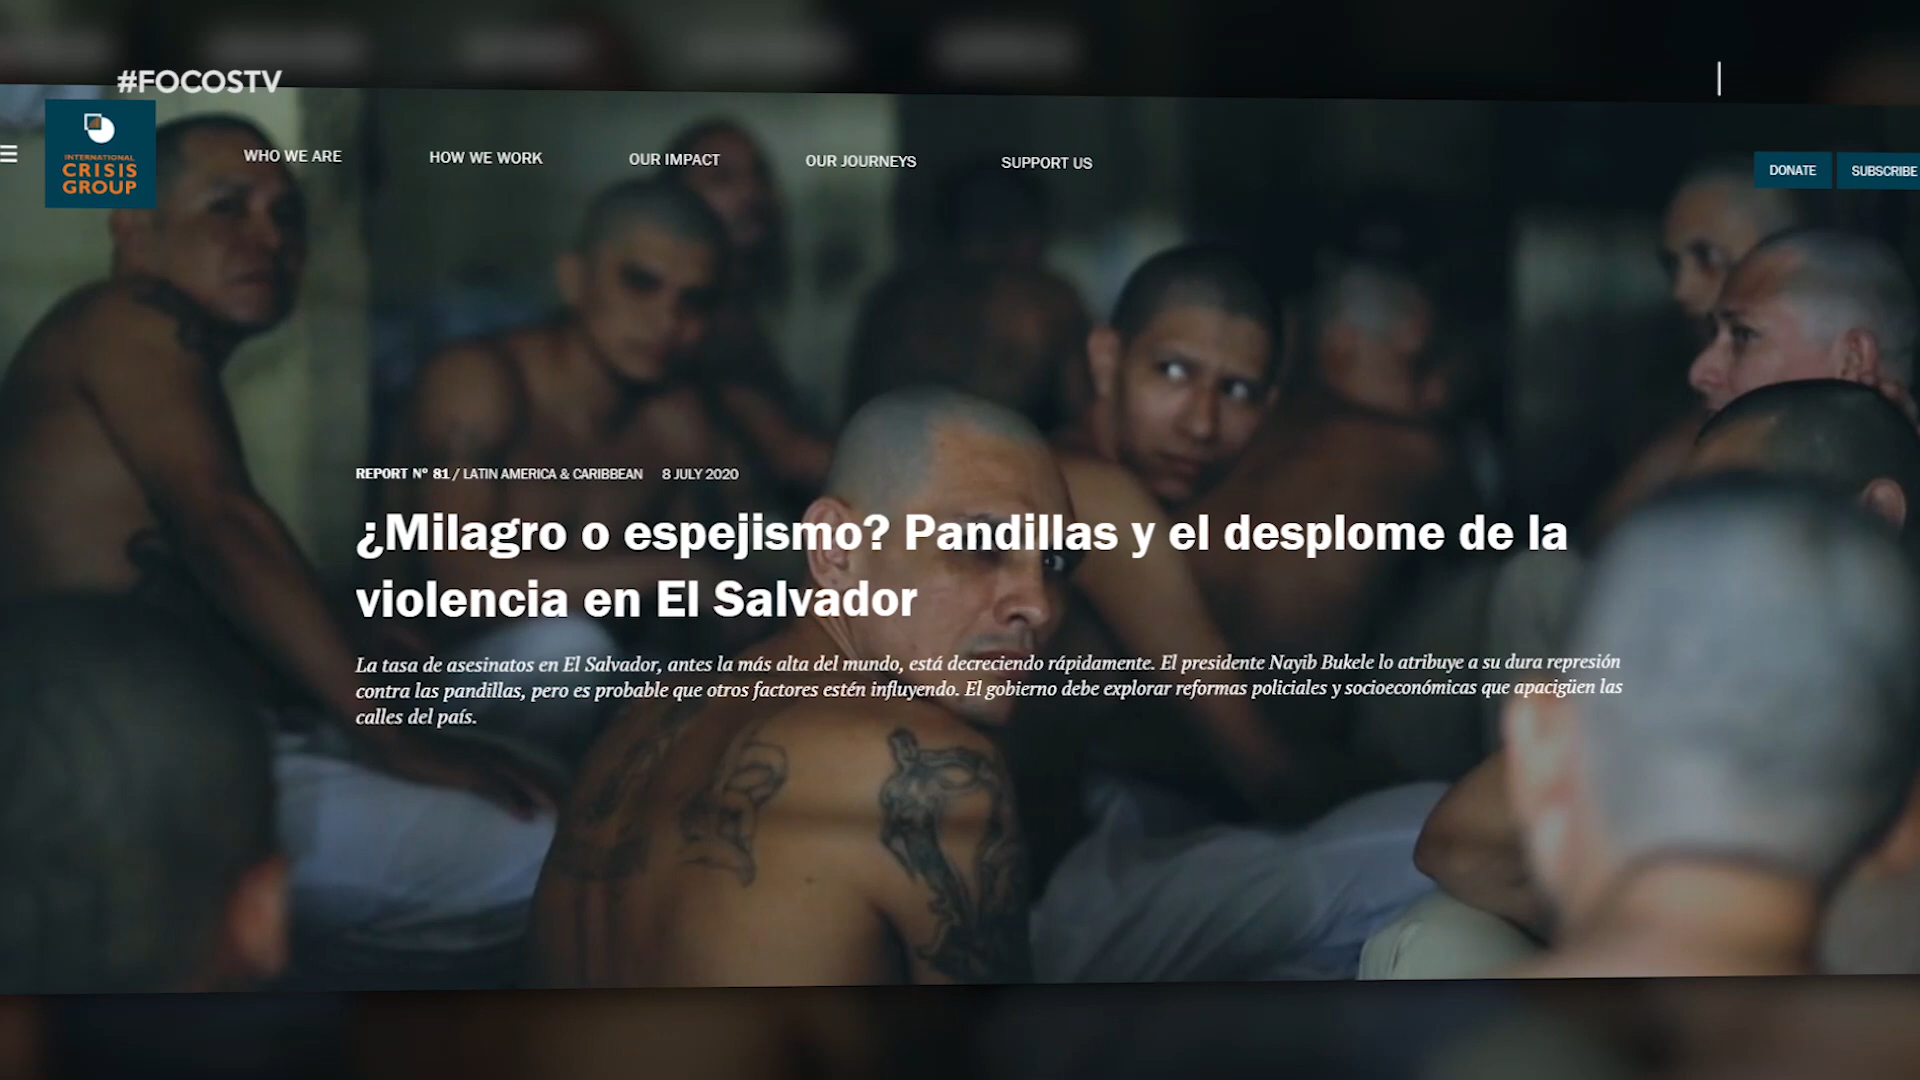 #FOCOSTV
INTERNATIONAL
CRISIS
GROUP
WHO WE ARE
HOW WE WORK
OUR IMPACT
OUR JOURNEYS
SUPPORT US
DONATE
SUBSCRIBE
REPORT Nº 81 / LATIN AMERICA & CARIBBEAN 8 JULY 2020
¿Milagro o espejismo? Pandillas y el desplome de la
violencia en El Salvador
La tasa de asesinatos en El Salvador, antes la más alta del mundo, está decreciendo rápidamente. El presidente Nayib Bukele lo atribuye a su dura represión
contra las pandillas, pero es probable que otros factores estén influyendo. El gobierno debe explorar reformas policiales y socioeconómicas que apacigüen las
calles del país.